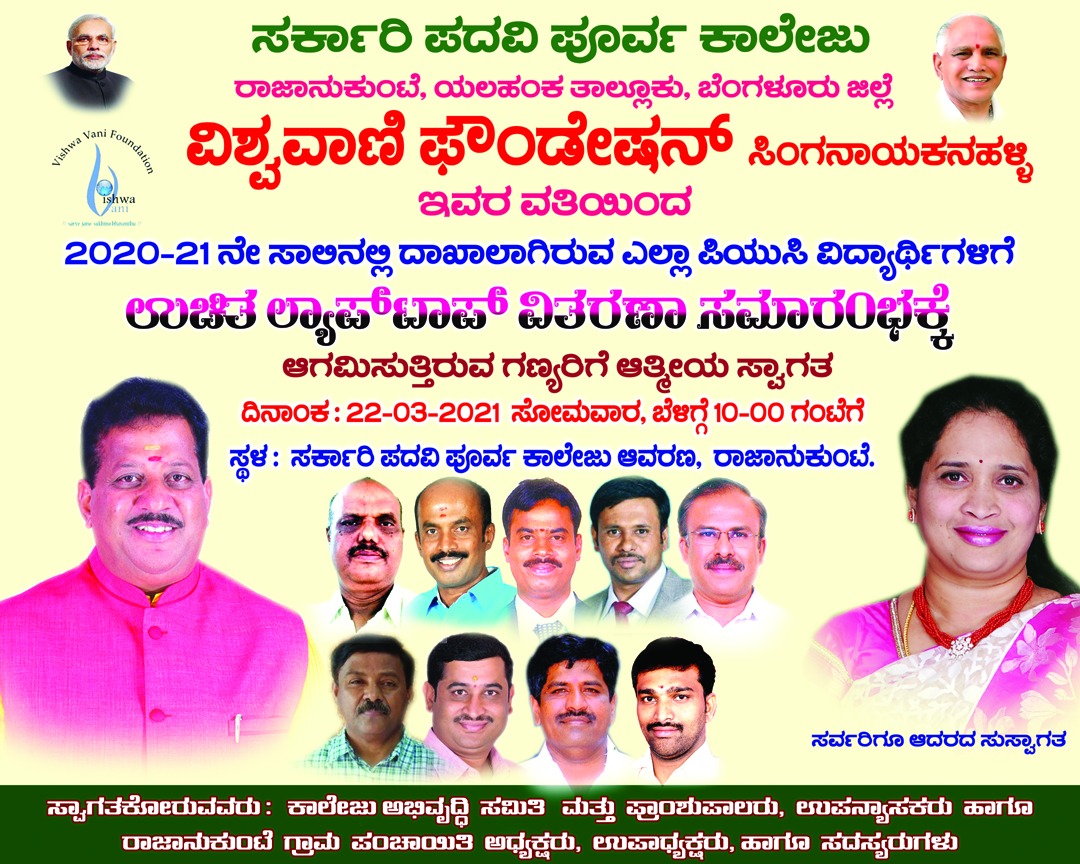 ಸರ್ಕಾರಿ ಪದವಿ ಪೂರ್ವ ಕಾಲೇಜು
ರಾಜಾನುಕುಂಟೆ, ಯಲಹಂಕ ತಾಲ್ಲೂಕು, ಬೆಂಗಳೂರು ಜಿಲ್ಲೆ
Vishwa Vani Foundation
Vishwa
Vani
ವಿಶ್ವವಾಣಿ ಫೌಂಡೇಷನ್ ಸಿಂಗನಾಯಕನಹಳ್ಳಿ
ಇವರ ವತಿಯಿಂದ
2020-21 ನೇ ಸಾಲಿನಲ್ಲಿ ದಾಖಾಲಾಗಿರುವ ಎಲ್ಲಾ ಪಿಯುಸಿ ವಿದ್ಯಾರ್ಥಿಗಳಿಗೆ
ಉಚಿತ ಲ್ಯಾಪ್‌ಟಾಪ್ ವಿತರಣಾ ಸಮಾರಂಭಕ್ಕೆ
ಆಗಮಿಸುತ್ತಿರುವ ಗಣ್ಯರಿಗೆ ಆತ್ಮೀಯ ಸ್ವಾಗತ
ದಿನಾಂಕ : 22-03-2021 ಸೋಮವಾರ, ಬೆಳಿಗ್ಗೆ 10-00 ಗಂಟೆಗೆ
ಸ್ಥಳ : ಸರ್ಕಾರಿ ಪದವಿ ಪೂರ್ವ ಕಾಲೇಜು ಆವರಣ, ರಾಜಾನುಕುಂಟೆ.
ಸರ್ವರಿಗೂ ಆದರದ ಸುಸ್ವಾಗತ
ಸ್ವಾಗತಕೋರುವವರು : ಕಾಲೇಜು ಅಭಿವೃದ್ಧಿ ಸಮಿತಿ ಮತ್ತು ಪ್ರಾಂಶುಪಾಲರು, ಉಪನ್ಯಾಸಕರು ಹಾಗೂ
ರಾಜಾನುಕುಂಟೆ ಗ್ರಾಮ ಪಂಚಾಯಿತಿ ಅಧ್ಯಕ್ಷರು, ಉಪಾಧ್ಯಕ್ಷರು, ಹಾಗೂ ಸದಸ್ಯರುಗಳು